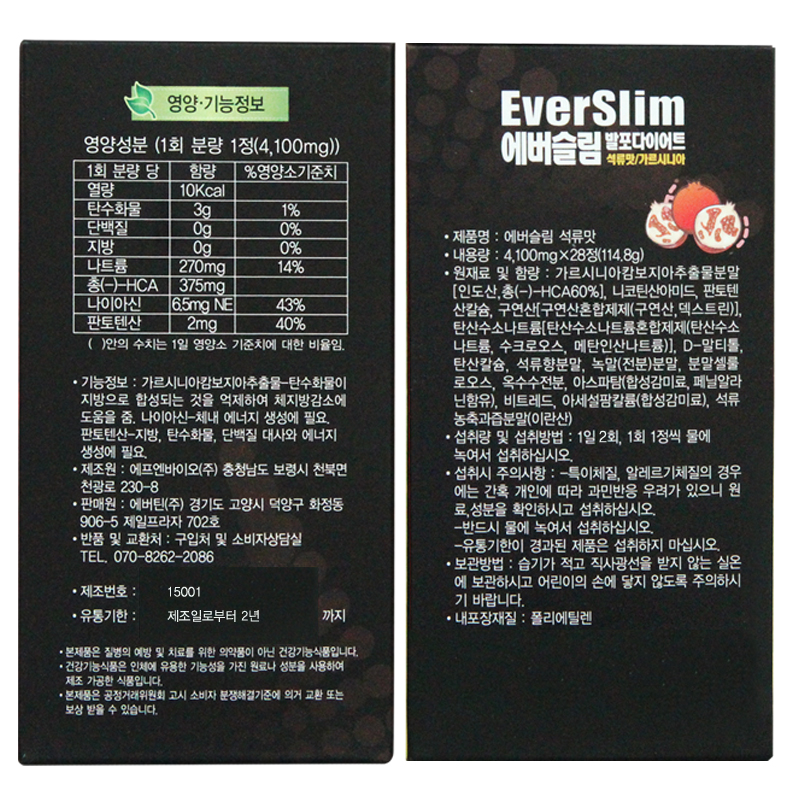 영양·기능정보
영양성분 (1회 분량 1정(4,100mg))
1회 분량 당 함량 %영양소기준치
열량 10Kcal
탄수화물 3g 1%
단백질 0g 0%
지방 0g 0%
나트륨 270mg 14%
총(-)-HCA 375mg
나이아신 6.5mg NE 43%
판토텐산 2mg 40%
( )안의 수치는 1일 영양소 기준치에 대한 비율임.
• 기능정보 : 가르시니아캄보지아추출물-탄수화물이
지방으로 합성되는 것을 억제하여 체지방감소에
도움을 줌. 나이아신-체내 에너지 생성에 필요.
판토텐산-지방, 탄수화물, 단백질 대사와 에너지
생성에 필요.
• 제조원 : 에프엔바이오(주) 충청남도 보령시 천북면
천광로 230-8
• 판매원 : 에버틴(주) 경기도 고양시 덕양구 화정동
906-5 제일프라자 702호
• 반품 및 교환처 : 구입처 및 소비자상담실
TEL. 070-8262-2086
• 제조번호 : 15001
• 유통기한 : 제조일로부터 2년 까지
• 본제품은 질병의 예방 및 치료를 위한 의약품이 아닌 건강기능식품입니다.
• 건강기능식품은 인체에 유용한 기능성을 가진 원료나 성분을 사용하여
제조 가공한 식품입니다.
• 본제품은 공정거래위원회 고시 소비자 분쟁해결기준에 의거 교환 또는
보상 받을 수 있습니다.
EverSlim
에버슬림 발포다이어트
석류맛/가르시니아
• 제품명 : 에버슬림 석류맛
• 내용량 : 4,100mg×28정(114.8g)
• 원재료 및 함량 : 가르시니아캄보지아추출물분말
[인도산,총(-)-HCA60%], 니코틴산아미드, 판토텐
산칼슘, 구연산[구연산혼합제제(구연산,덱스트린)],
탄산수소나트륨[탄산수소나트륨혼합제제(탄산수소
나트륨, 수크로오스, 메탄인산나트륨)], D-말티톨,
탄산칼슘, 석류향분말, 녹말(전분)분말, 분말셀룰
로오스, 옥수수전분, 아스파탐(합성감미료, 페닐알라
닌함유), 비트레드, 아세설팜칼륨(합성감미료), 석류
농축과즙분말(이란산)
• 섭취량 및 섭취방법 : 1일 2회, 1회 1정씩 물에
녹여서 섭취하십시오.
• 섭취시 주의사항 : -특이체질, 알레르기체질의 경우
에는 간혹 개인에 따라 과민반응 우려가 있으니 원
료,성분을 확인하시고 섭취하십시오.
-반드시 물에 녹여서 섭취하십시오.
-유통기한이 경과된 제품은 섭취하지 마십시오.
• 보관방법 : 습기가 적고 직사광선을 받지 않는 실온
에 보관하시고 어린이의 손에 닿지 않도록 주의하시
기 바랍니다.
• 내포장재질 : 폴리에틸렌